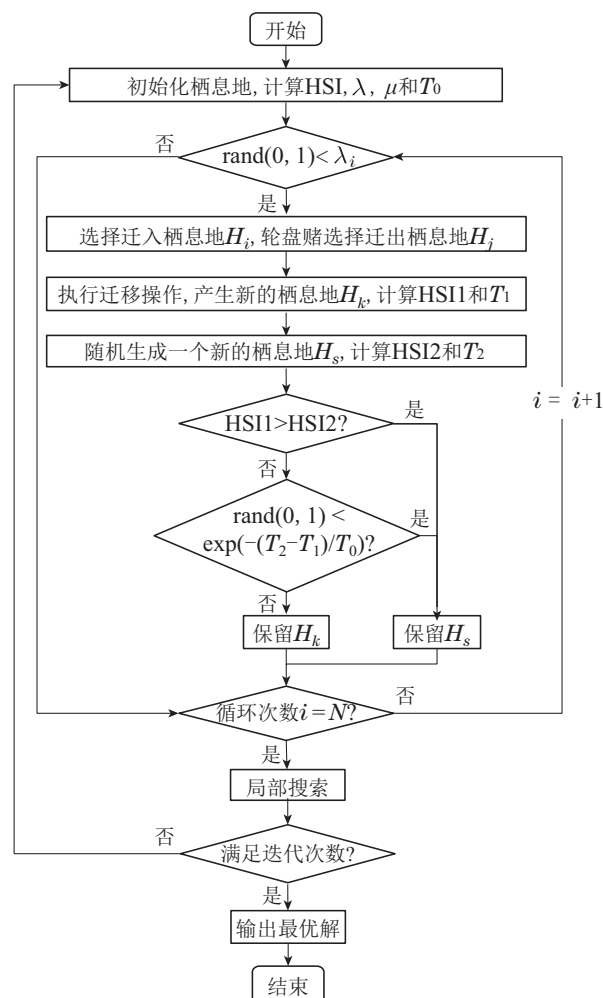 开始
初始化栖息地, 计算HSI, λ, μ和T₀
否
rand(0, 1)< λᵢ
是
选择迁入栖息地Hᵢ, 轮盘赌选择迁出栖息地Hⱼ
执行迁移操作, 产生新的栖息地Hₖ, 计算HSI1和T₁
随机生成一个新的栖息地Hₛ, 计算HSI2和T₂
i = i+1
HSI1>HSI2?
是
否
rand(0, 1) <
exp(−(T₂−T₁)/T₀)?
是
否
保留Hₖ
保留Hₛ
循环次数i = N?
否
是
局部搜索
否
满足迭代次数?
是
输出最优解
结束